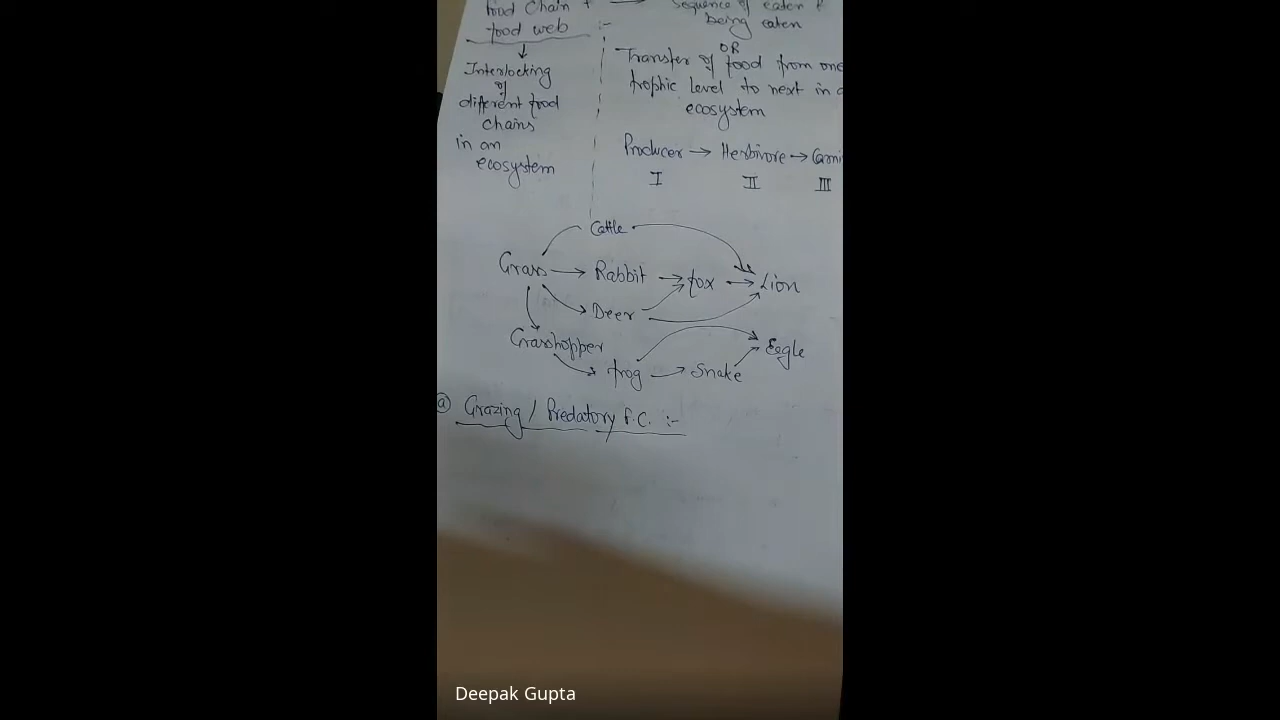 food Chain +
food web :-
Interlocking
of
different food
chains
in an
ecosystem
Sequence of eaten &
being eaten
OR
Transfer of food from one
trophic level to next in a
ecosystem
Producer → Herbivore → Carni
I II III
Cattle
Grass → Rabbit → fox → Lion
Deer
Grasshopper
Eagle
frog → Snake
ⓐ Grazing / Predatory F.C. :-
Deepak Gupta